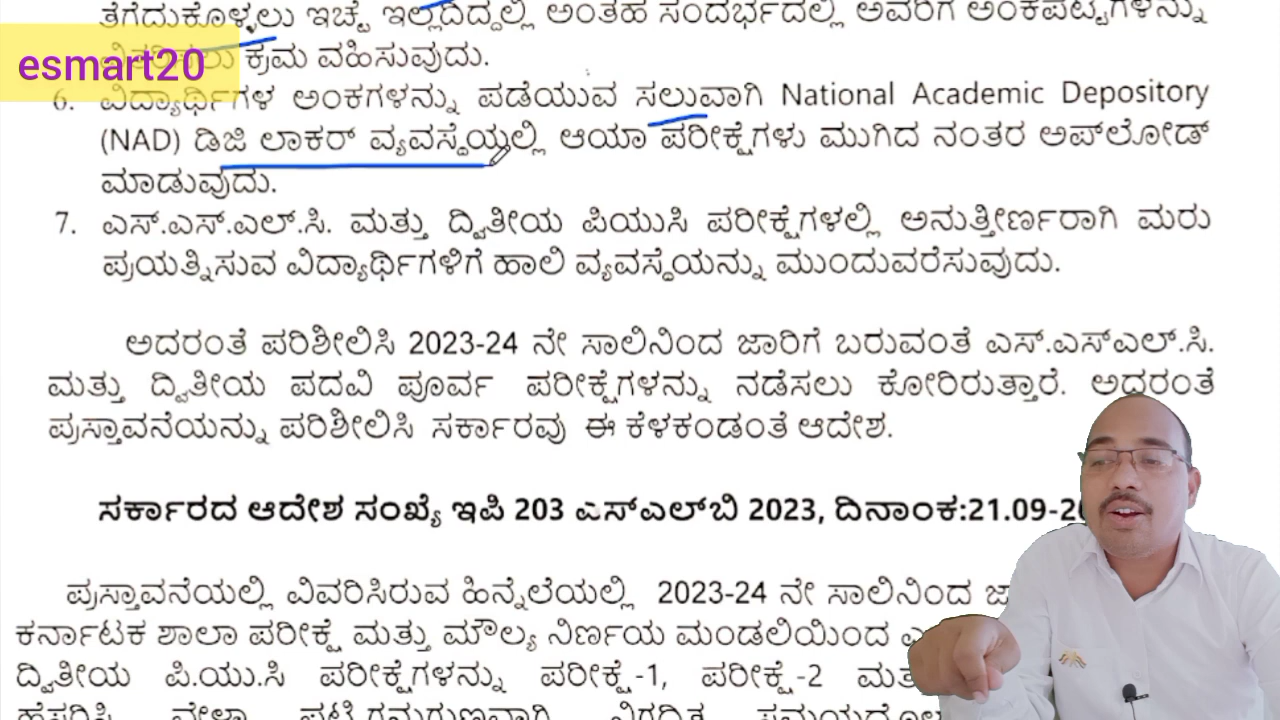 ತೆಗೆದುಕೊಳ್ಳಲು ಇಚ್ಛೆ ಇಲ್ಲದಿದ್ದಲ್ಲಿ ಅಂತಹ ಸಂದರ್ಭದಲ್ಲಿ ಅವರಿಗೆ ಅಂಕಪಟ್ಟಿಗಳನ್ನು
esmart20
ಕ್ರಮ ವಹಿಸುವುದು.
6. ವಿದ್ಯಾರ್ಥಿಗಳ ಅಂಕಗಳನ್ನು ಪಡೆಯುವ ಸಲುವಾಗಿ National Academic Depository
(NAD) ಡಿಜಿ ಲಾಕರ್ ವ್ಯವಸ್ಥೆಯಲ್ಲಿ ಆಯಾ ಪರೀಕ್ಷೆಗಳು ಮುಗಿದ ನಂತರ ಅಪ್‌ಲೋಡ್
ಮಾಡುವುದು.
7. ಎಸ್.ಎಸ್.ಎಲ್.ಸಿ. ಮತ್ತು ದ್ವಿತೀಯ ಪಿಯುಸಿ ಪರೀಕ್ಷೆಗಳಲ್ಲಿ ಅನುತ್ತೀರ್ಣರಾಗಿ ಮರು
ಪ್ರಯತ್ನಿಸುವ ವಿದ್ಯಾರ್ಥಿಗಳಿಗೆ ಹಾಲಿ ವ್ಯವಸ್ಥೆಯನ್ನು ಮುಂದುವರೆಸುವುದು.
ಅದರಂತೆ ಪರಿಶೀಲಿಸಿ 2023-24 ನೇ ಸಾಲಿನಿಂದ ಜಾರಿಗೆ ಬರುವಂತೆ ಎಸ್.ಎಸ್ಎಲ್.ಸಿ.
ಮತ್ತು ದ್ವಿತೀಯ ಪದವಿ ಪೂರ್ವ ಪರೀಕ್ಷೆಗಳನ್ನು ನಡೆಸಲು ಕೋರಿರುತ್ತಾರೆ. ಅದರಂತೆ
ಪ್ರಸ್ತಾವನೆಯನ್ನು ಪರಿಶೀಲಿಸಿ ಸರ್ಕಾರವು ಈ ಕೆಳಕಂಡಂತೆ ಆದೇಶ.
ಸರ್ಕಾರದ ಆದೇಶ ಸಂಖ್ಯೆ ಇಪಿ 203 ಎಸ್ಎಲ್‌ಬಿ 2023, ದಿನಾಂಕ:21.09-2
ಪ್ರಸ್ತಾವನೆಯಲ್ಲಿ ವಿವರಿಸಿರುವ ಹಿನ್ನೆಲೆಯಲ್ಲಿ 2023-24 ನೇ ಸಾಲಿನಿಂದ
ಕರ್ನಾಟಕ ಶಾಲಾ ಪರೀಕ್ಷೆ ಮತ್ತು ಮೌಲ್ಯ ನಿರ್ಣಯ ಮಂಡಲಿಯಿಂದ
ದ್ವಿತೀಯ ಪಿ.ಯು.ಸಿ ಪರೀಕ್ಷೆಗಳನ್ನು ಪರೀಕ್ಷೆ-1, ಪರೀಕ್ಷೆ-2